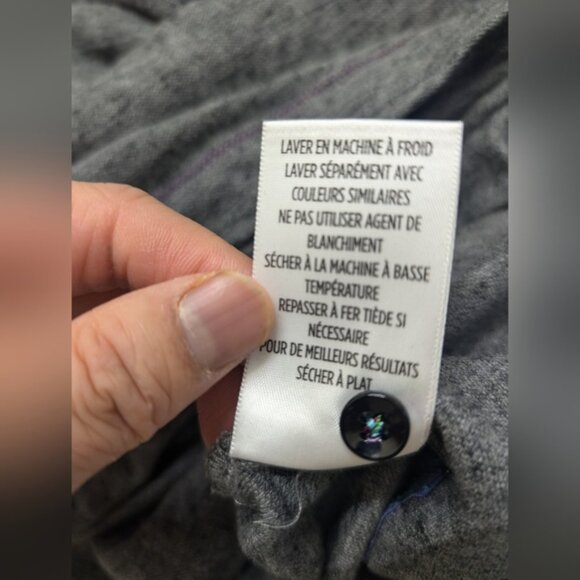 LAVER EN MACHINE À FROID
LAVER SÉPARÉMENT AVEC
COULEURS SIMILAIRES
NE PAS UTILISER AGENT DE
BLANCHIMENT
SÉCHER À LA MACHINE À BASSE
TEMPÉRATURE
REPASSER À FER TIÈDE SI
NÉCESSAIRE
POUR DE MEILLEURS RÉSULTATS
SÉCHER À PLAT